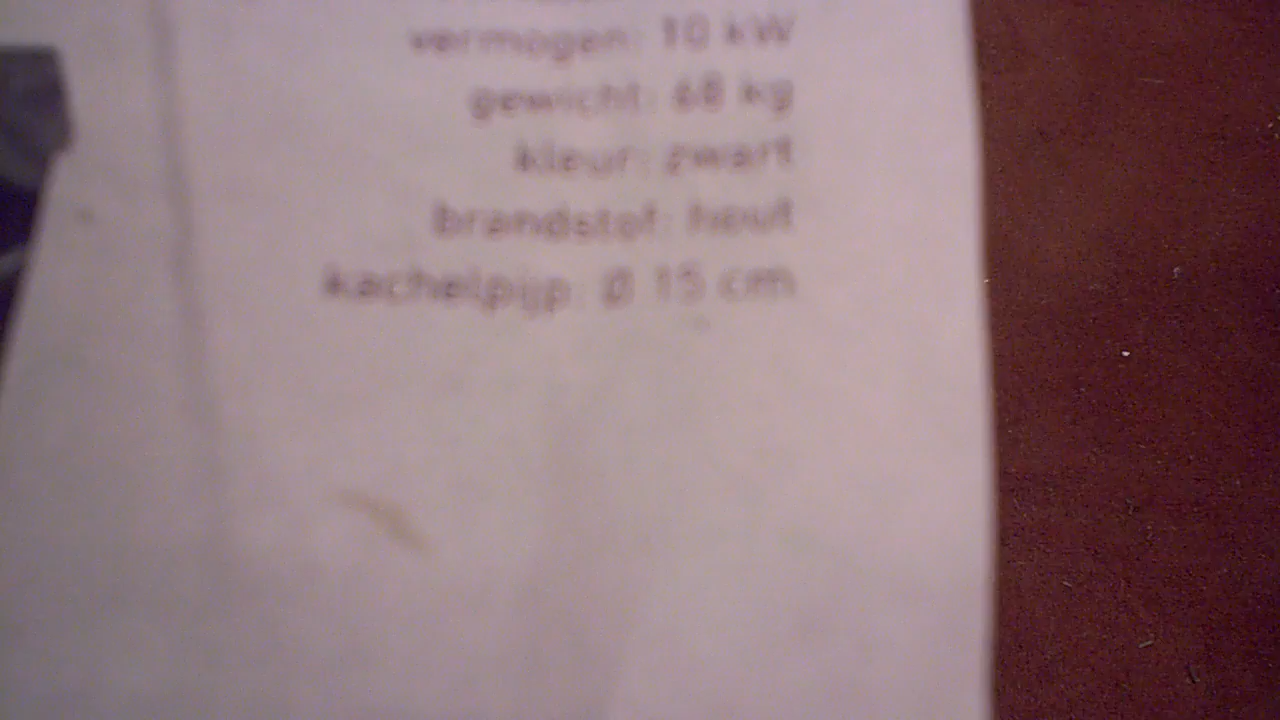 vermogen: 10 kW
gewicht: 68 kg
kleur: zwart
brandstof: hout
kachelpijp: Ø 15 cm